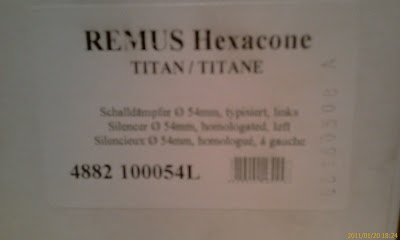 REMUS Hexacone
TITAN / TITANE
Schalldämpfer Ø 54mm, typisiert, links
Silencer Ø 54mm, homologated, left
Silencieux Ø 54mm, homologué, à gauche
4882 100054L
2011/01/20 18:24